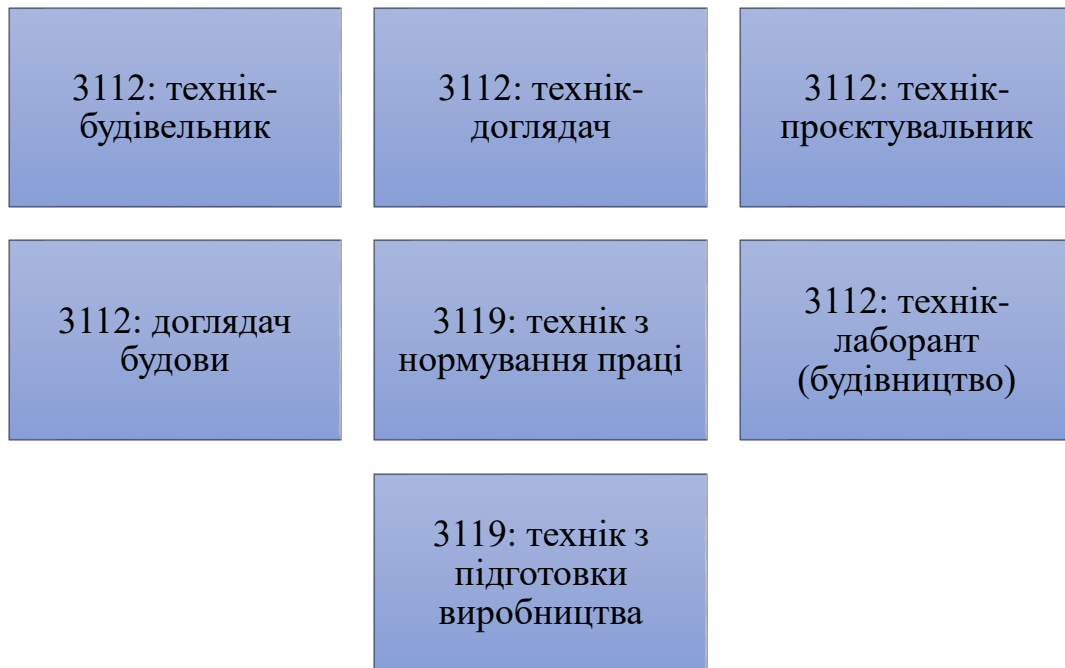 3112: технік-
будівельник
3112: технік-
доглядач
3112: технік-
проєктувальник
3112: доглядач
будови
3119: технік з
нормування праці
3112: технік-
лаборант
(будівництво)
3119: технік з
підготовки
виробництва